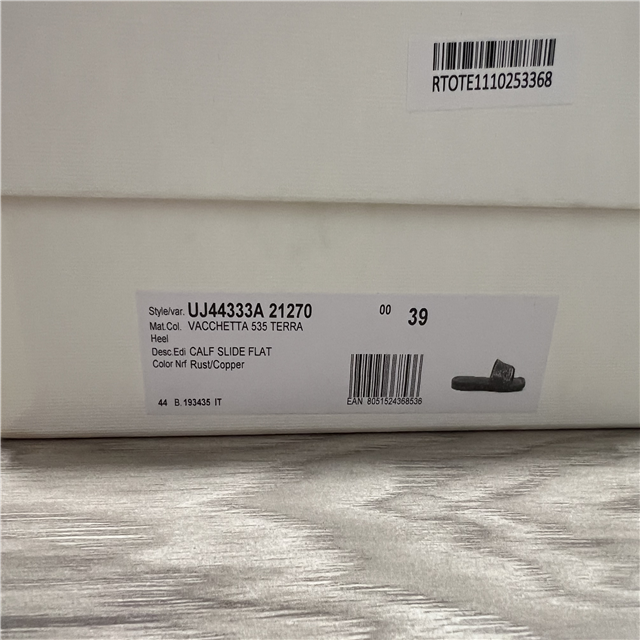 RTOTE1110253368
Style/var. UJ44333A 21270 00 39
Mat.Col. VACCHETTA 535 TERRA
Heel
Desc.Edi CALF SLIDE FLAT
Color Nrf Rust/Copper
44 B. 193435 IT
EAN 8051524368536